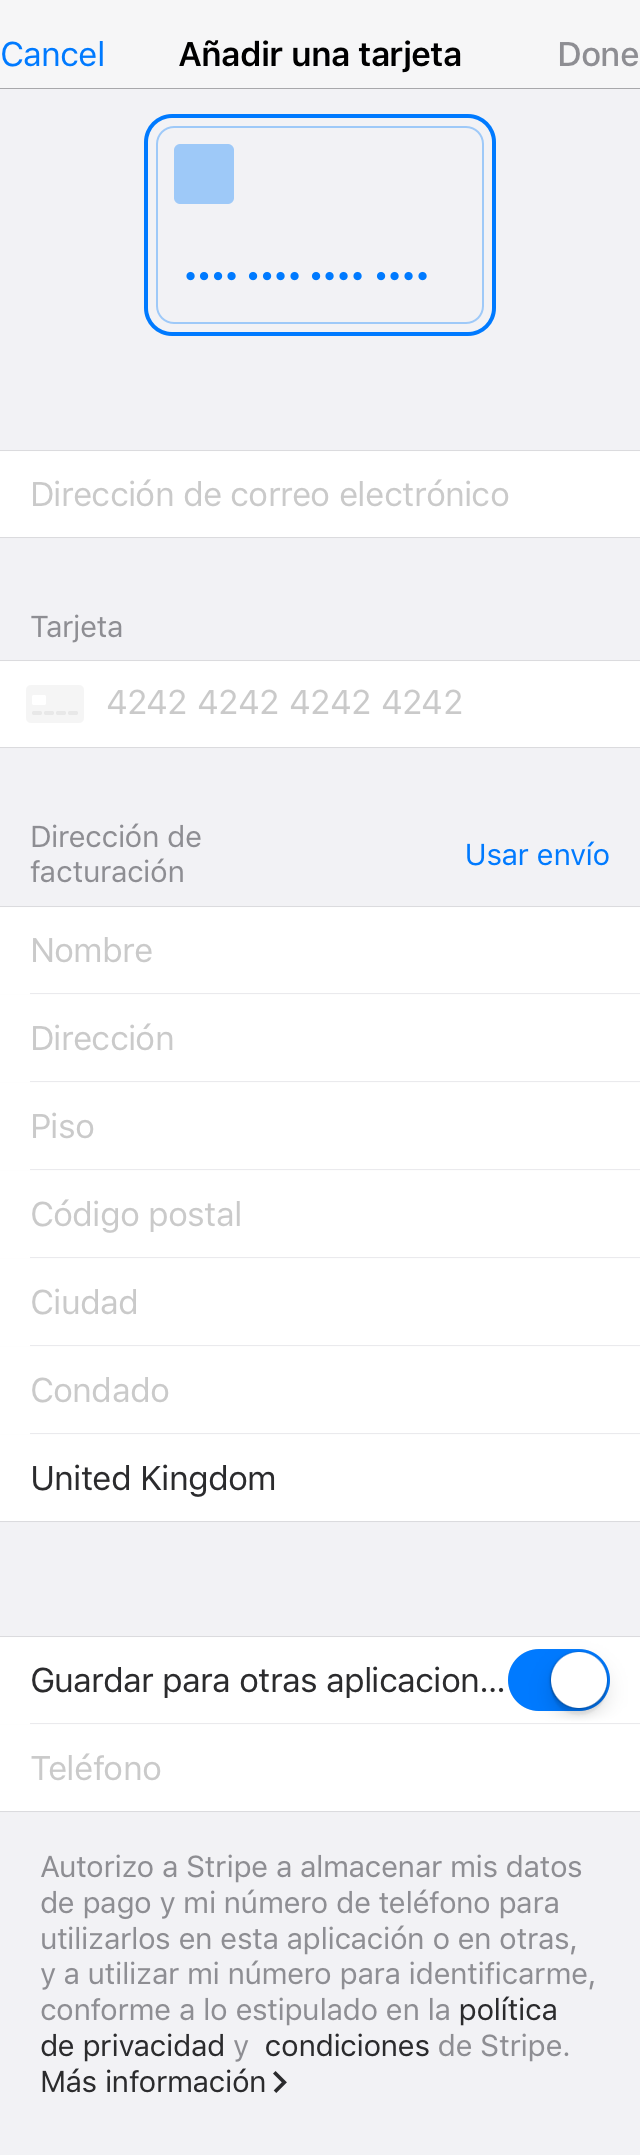 Cancel Añadir una tarjeta Done
•••• •••• •••• ••••
Dirección de correo electrónico
Tarjeta
4242 4242 4242 4242
Dirección de
facturación
Usar envío
Nombre
Dirección
Piso
Código postal
Ciudad
Condado
United Kingdom
Guardar para otras aplicacion...
Teléfono
Autorizo a Stripe a almacenar mis datos
de pago y mi número de teléfono para
utilizarlos en esta aplicación o en otras,
y a utilizar mi número para identificarme,
conforme a lo estipulado en la política
de privacidad y condiciones de Stripe.
Más información